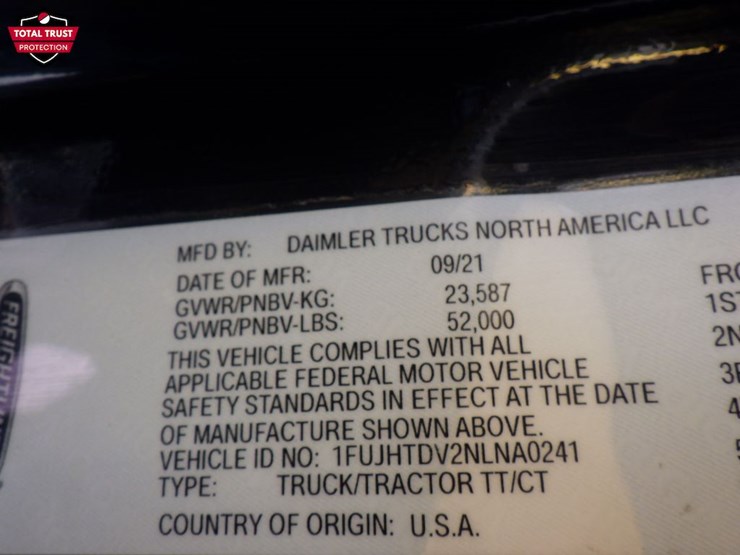 TOTAL TRUST
PROTECTION
MFD BY: DAIMLER TRUCKS NORTH AMERICA LLC
DATE OF MFR: 09/21
GVWR/PNBV-KG: 23,587
GVWR/PNBV-LBS: 52,000
THIS VEHICLE COMPLIES WITH ALL
APPLICABLE FEDERAL MOTOR VEHICLE
SAFETY STANDARDS IN EFFECT AT THE DATE
OF MANUFACTURE SHOWN ABOVE.
VEHICLE ID NO: 1FUJHTDV2NLNA0241
TYPE: TRUCK/TRACTOR TT/CT
COUNTRY OF ORIGIN: U.S.A.